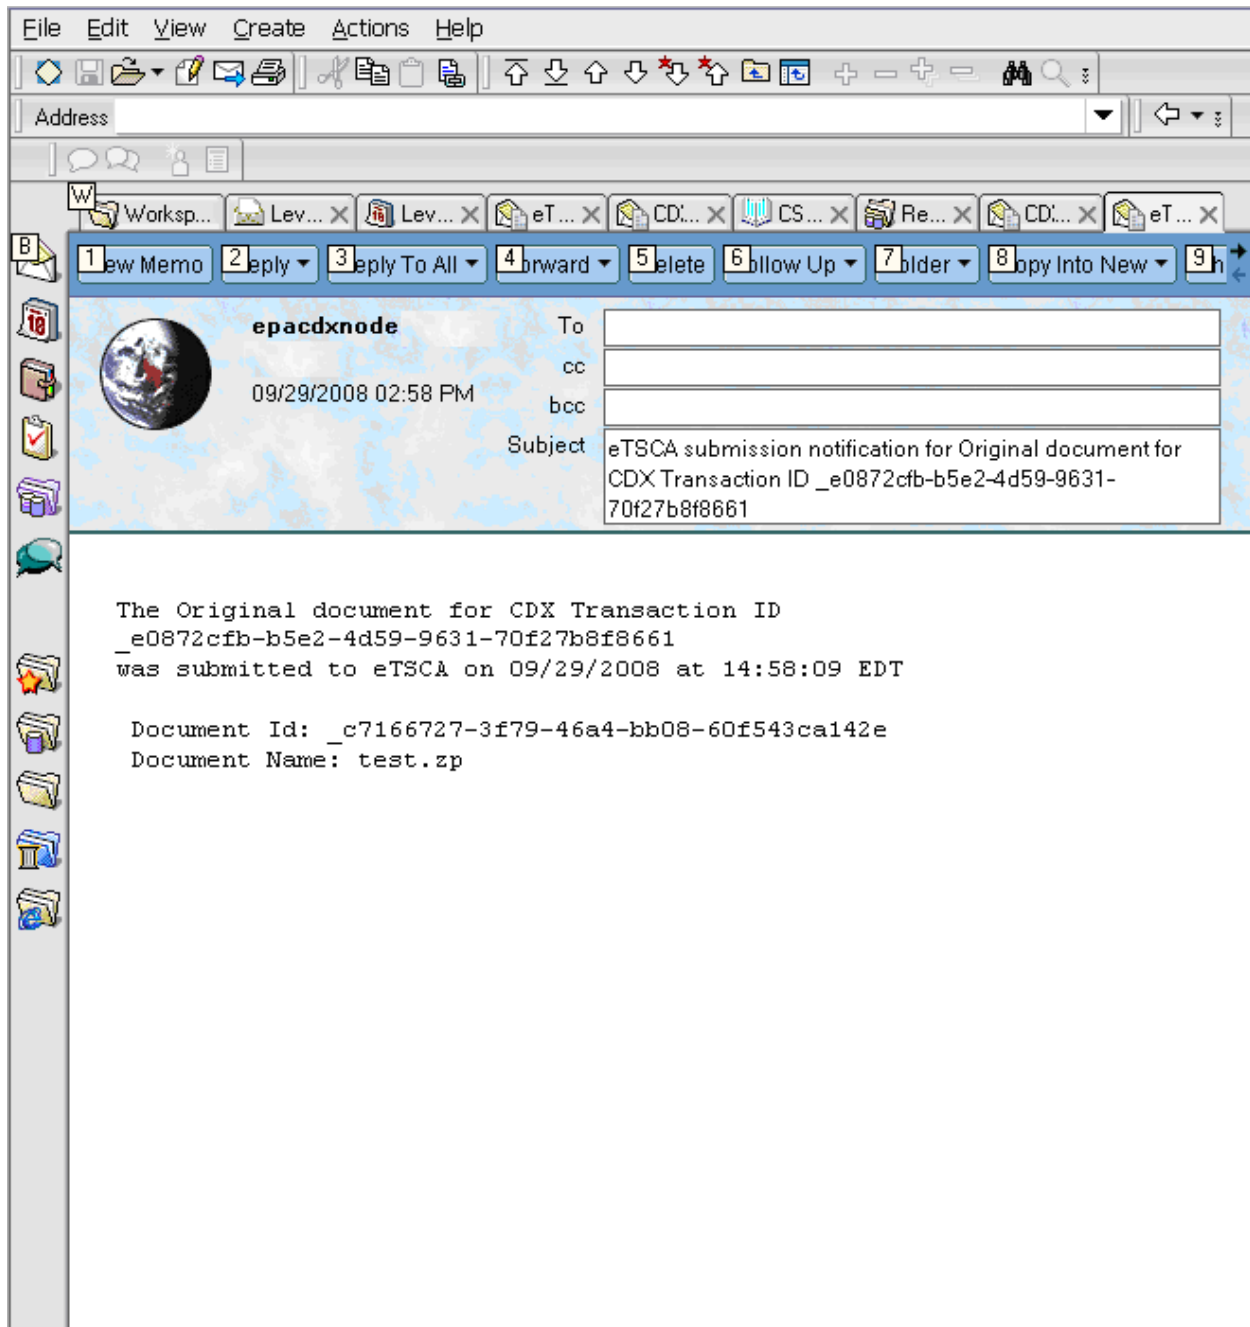 File Edit View Create Actions Help
Address
W Worksp... Lev... Lev... eT... CD'... CS... Re... CD'... eT...
B
1 ew Memo 2 eply 3 eply To All 4 orward 5 elete 6 ollow Up 7 older 8 opy Into New 9 h
epacdxnode
09/29/2008 02:58 PM
To
cc
bcc
Subject
eTSCA submission notification for Original document for
CDX Transaction ID _e0872cfb-b5e2-4d59-9631-
70f27b8f8661
The Original document for CDX Transaction ID
_e0872cfb-b5e2-4d59-9631-70f27b8f8661
was submitted to eTSCA on 09/29/2008 at 14:58:09 EDT
Document Id: _c7166727-3f79-46a4-bb08-60f543ca142e
Document Name: test.zp